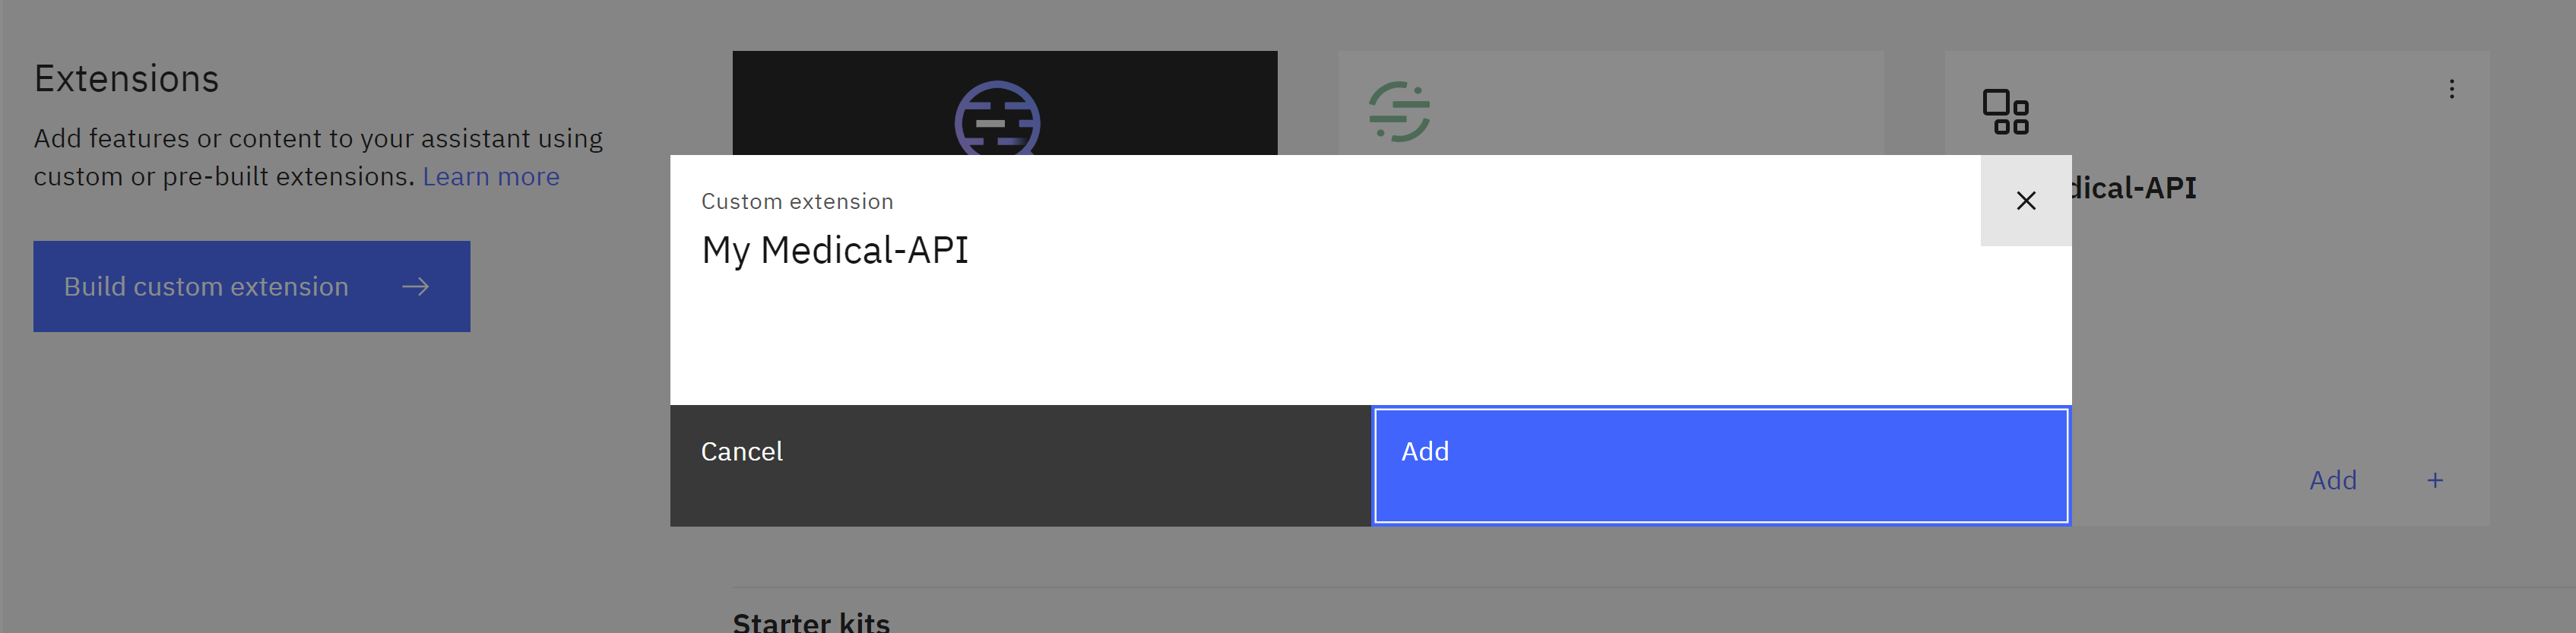 Extensions
Add features or content to your assistant using
custom or pre-built extensions. Learn more
Build custom extension
Custom extension
My Medical-API
Cancel
Add
dical-API
Add
Starter kits